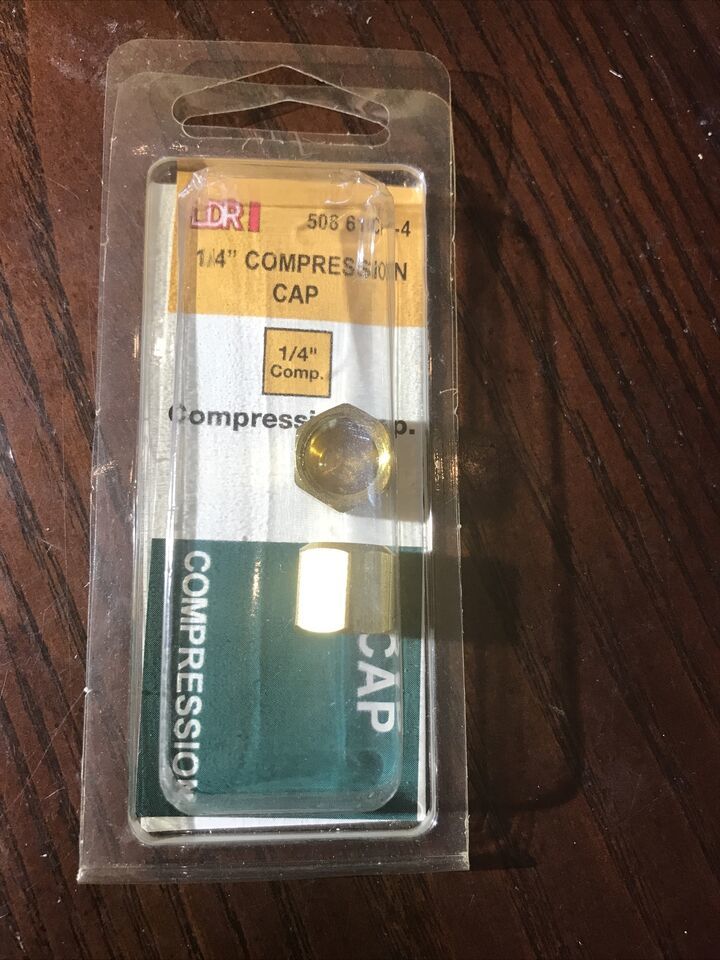 LDR
1/4" COMPRESSION
CAP
1/4"
Comp.
COMPRESSION
CAP